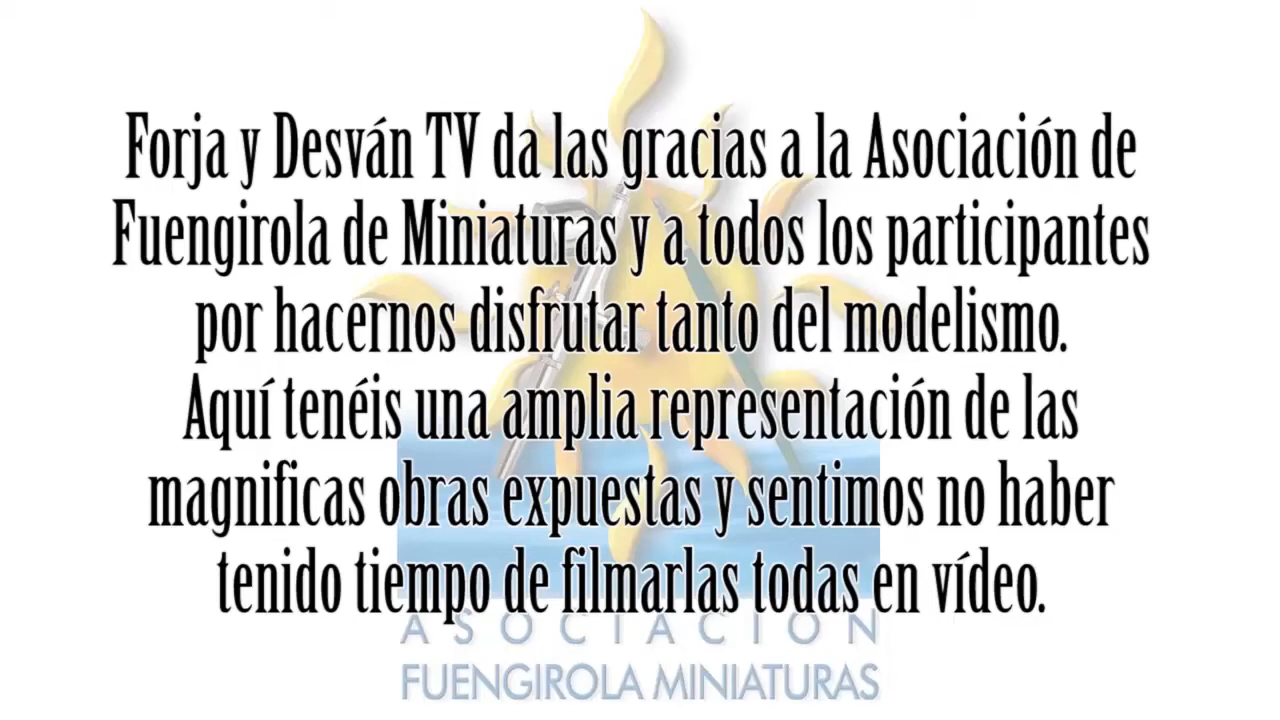 Forja y Desván TV da las gracias a la Asociación de
Fuengirola de Miniaturas y a todos los participantes
por hacernos disfrutar tanto del modelismo.
Aquí tenéis una amplia representación de las
magnificas obras expuestas y sentimos no haber
tenido tiempo de filmarlas todas en vídeo.
ASOCIACION
FUENGIROLA MINIATURAS